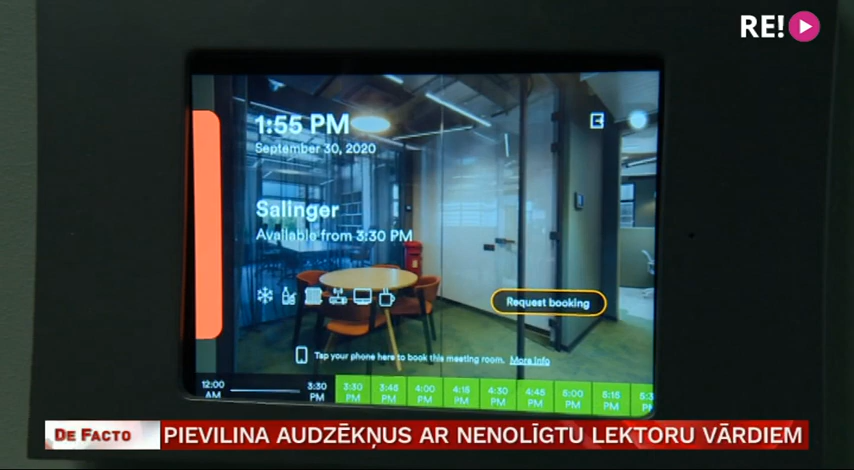 RE!
1:55 PM
September 30, 2020
Salinger
Available from 3:30 PM
Request booking
Tap your phone here to book this meeting room. More Info
12:00 AM
3:30 PM
3:30 PM
3:45 PM
4:00 PM
4:15 PM
4:30 PM
4:45 PM
5:00 PM
5:15 PM
DE FACTO
PIEVILINA AUDZĒKŅUS AR NENOLĪGTU LEKTORU VĀRDIEM